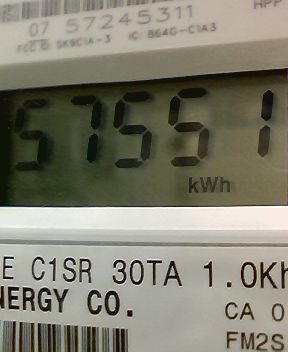 HPP
07 57245311
FCC ID: SK9C1A-3 IC: 864G-C1A3
57551
kWh
E C1SR 30TA 1.0Kh
NERGY CO.
CA 0
FM2S